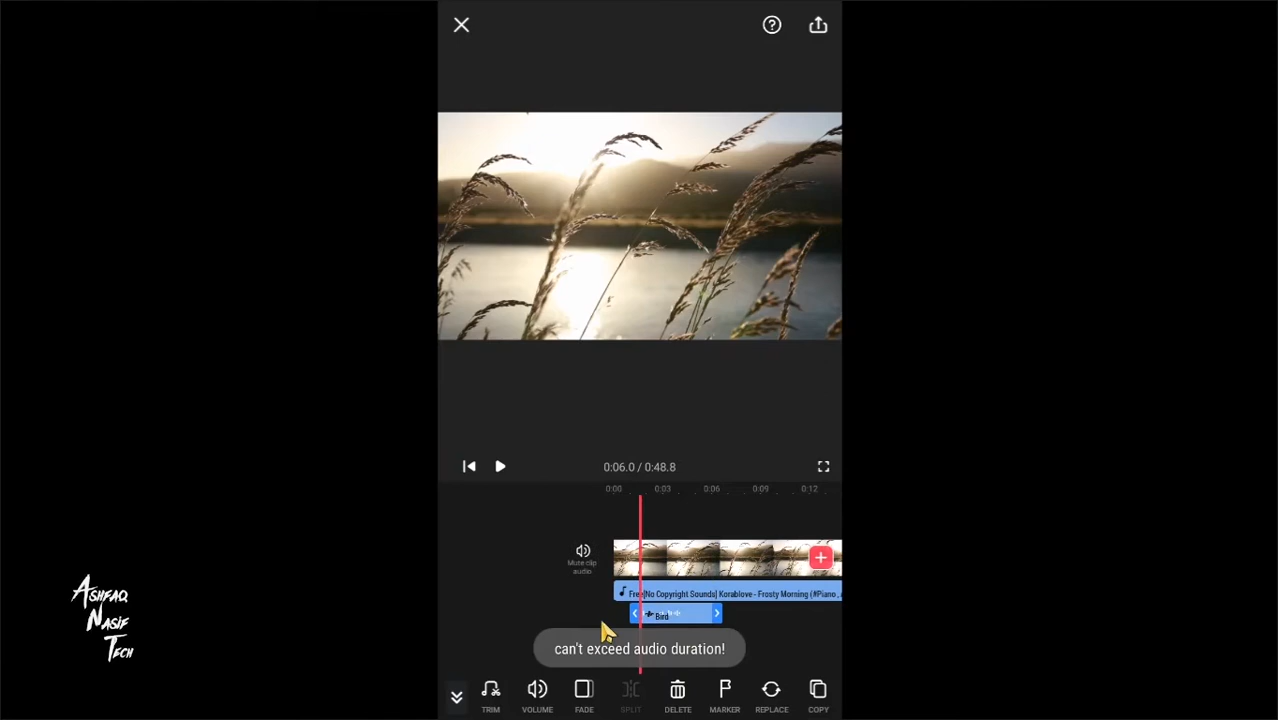 0:06.0 / 0:48.8
0:00 0:03 0:06 0:09 0:12
Mute clip
audio
Free[No Copyright Sounds] Korablove - Frosty Morning (#Piano ,
Bird
can't exceed audio duration!
TRIM VOLUME FADE SPLIT DELETE MARKER REPLACE COPY
ASHFAQ
NASIF
TECH